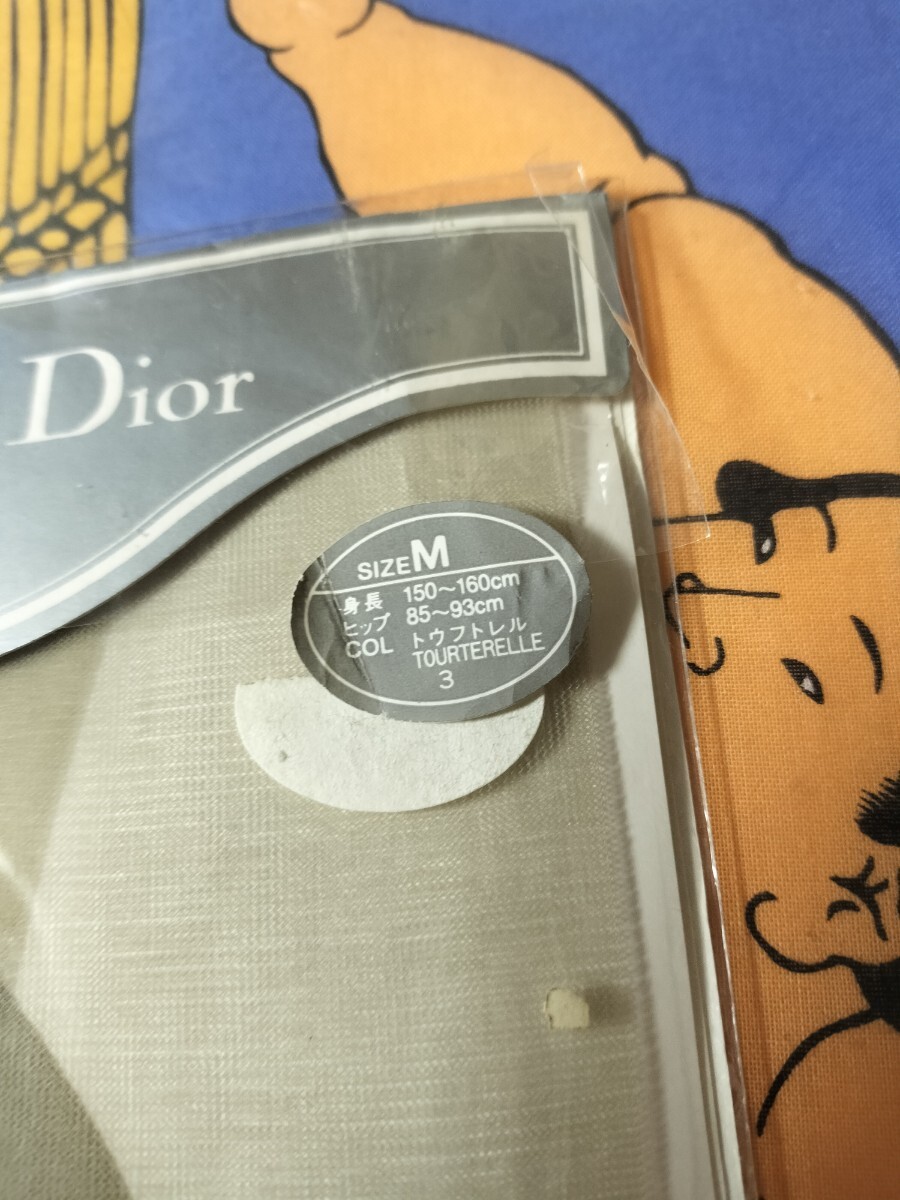 Dior
SIZE M
身長 150～160cm
ヒップ 85～93cm
COL トウフトレル
TOURTERELLE
3